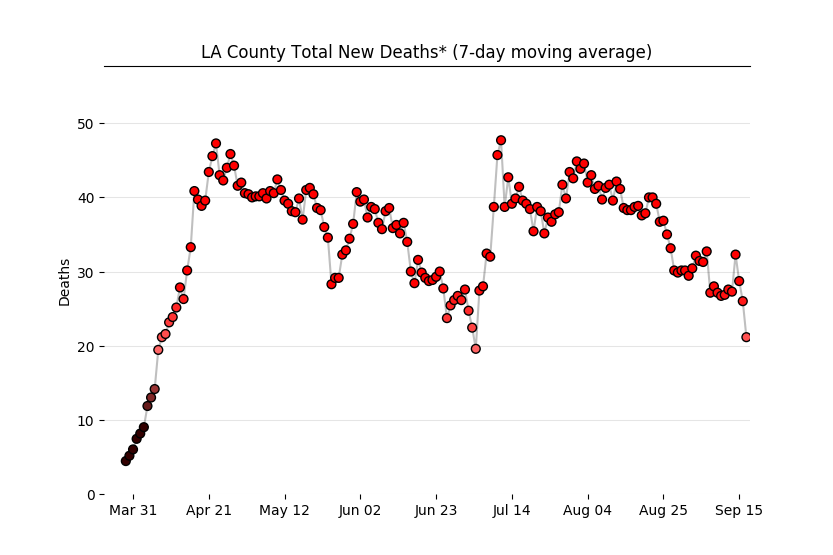 LA County Total New Deaths* (7-day moving average)
50
40
30
20
10
0
Deaths
Mar 31 Apr 21 May 12 Jun 02 Jun 23 Jul 14 Aug 04 Aug 25 Sep 15